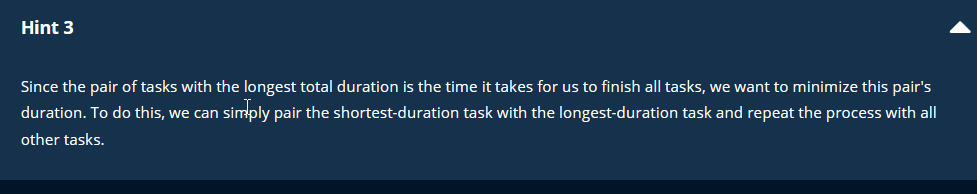 Hint 3
Since the pair of tasks with the longest total duration is the time it takes for us to finish all tasks, we want to minimize this pair's
duration. To do this, we can simply pair the shortest-duration task with the longest-duration task and repeat the process with all
other tasks.